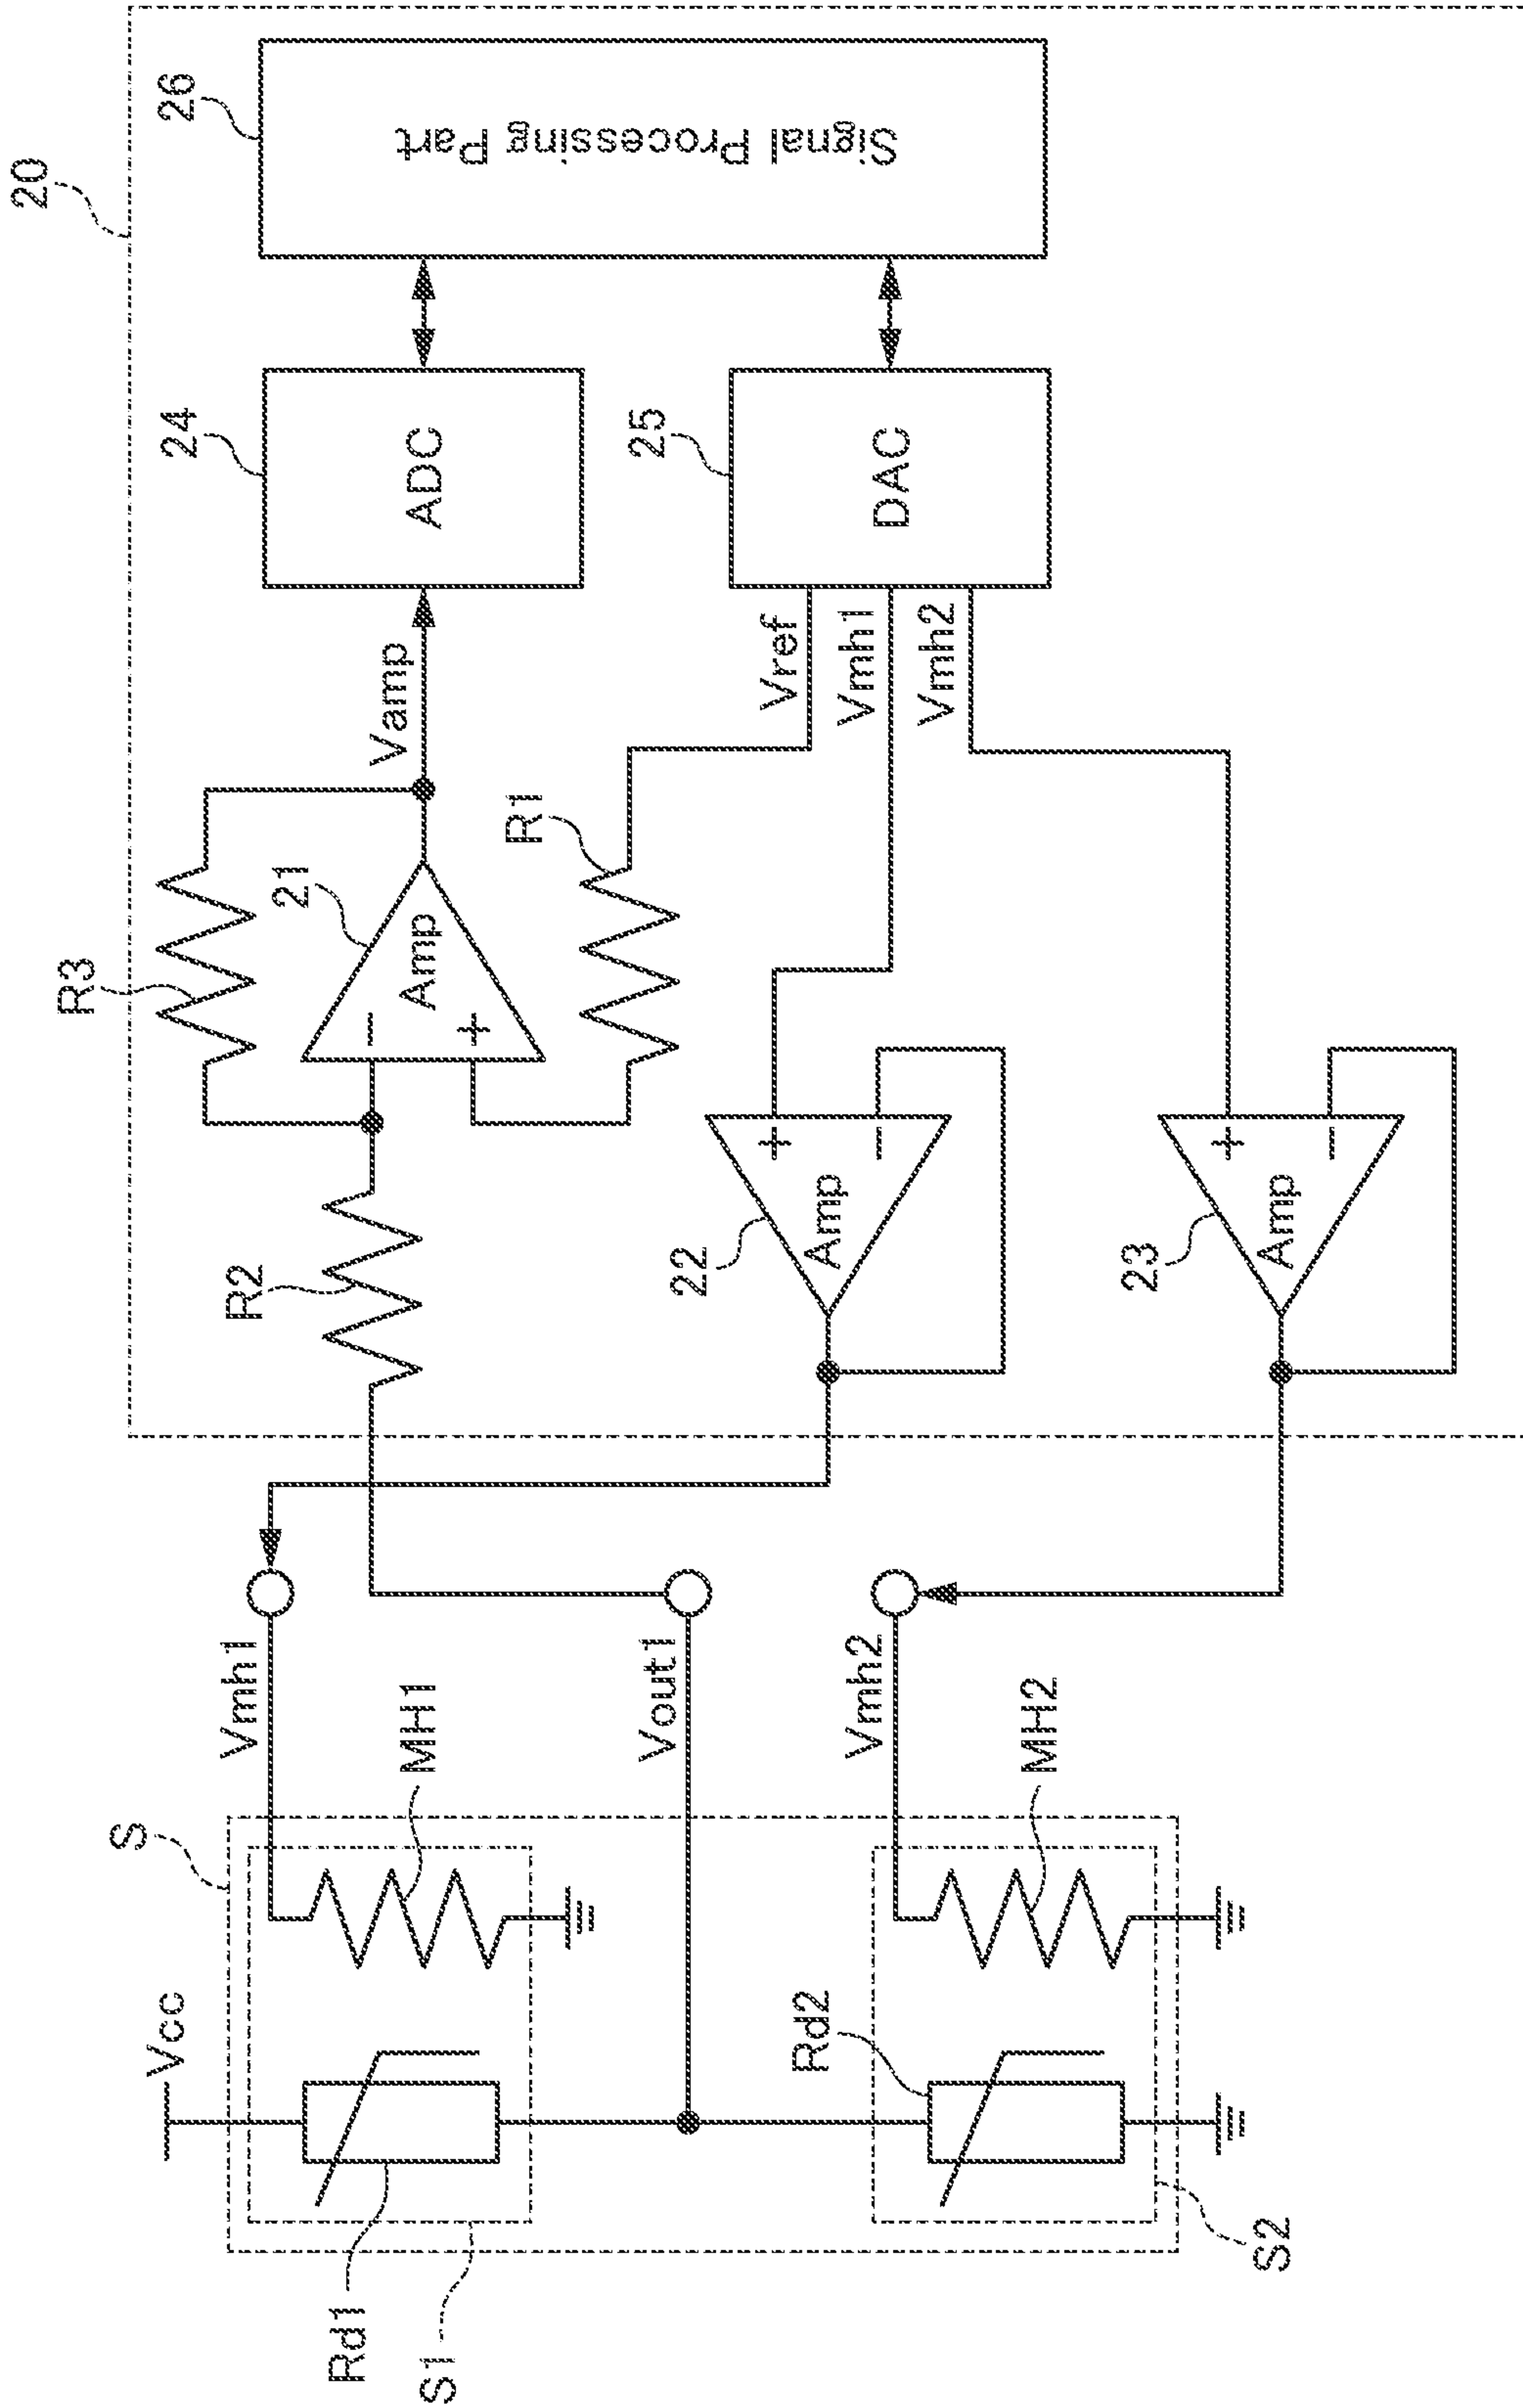 20
R3
21
Amp
−
+
Vamp
24
ADC
26
Signal Processing Part
R2
R1
Vref
Vmh1
Vmh2
25
DAC
22
Amp
+
−
23
Amp
+
−
S
Vcc
Vmh1
MH1
Rd1
S1
Vout1
Vmh2
MH2
Rd2
S2